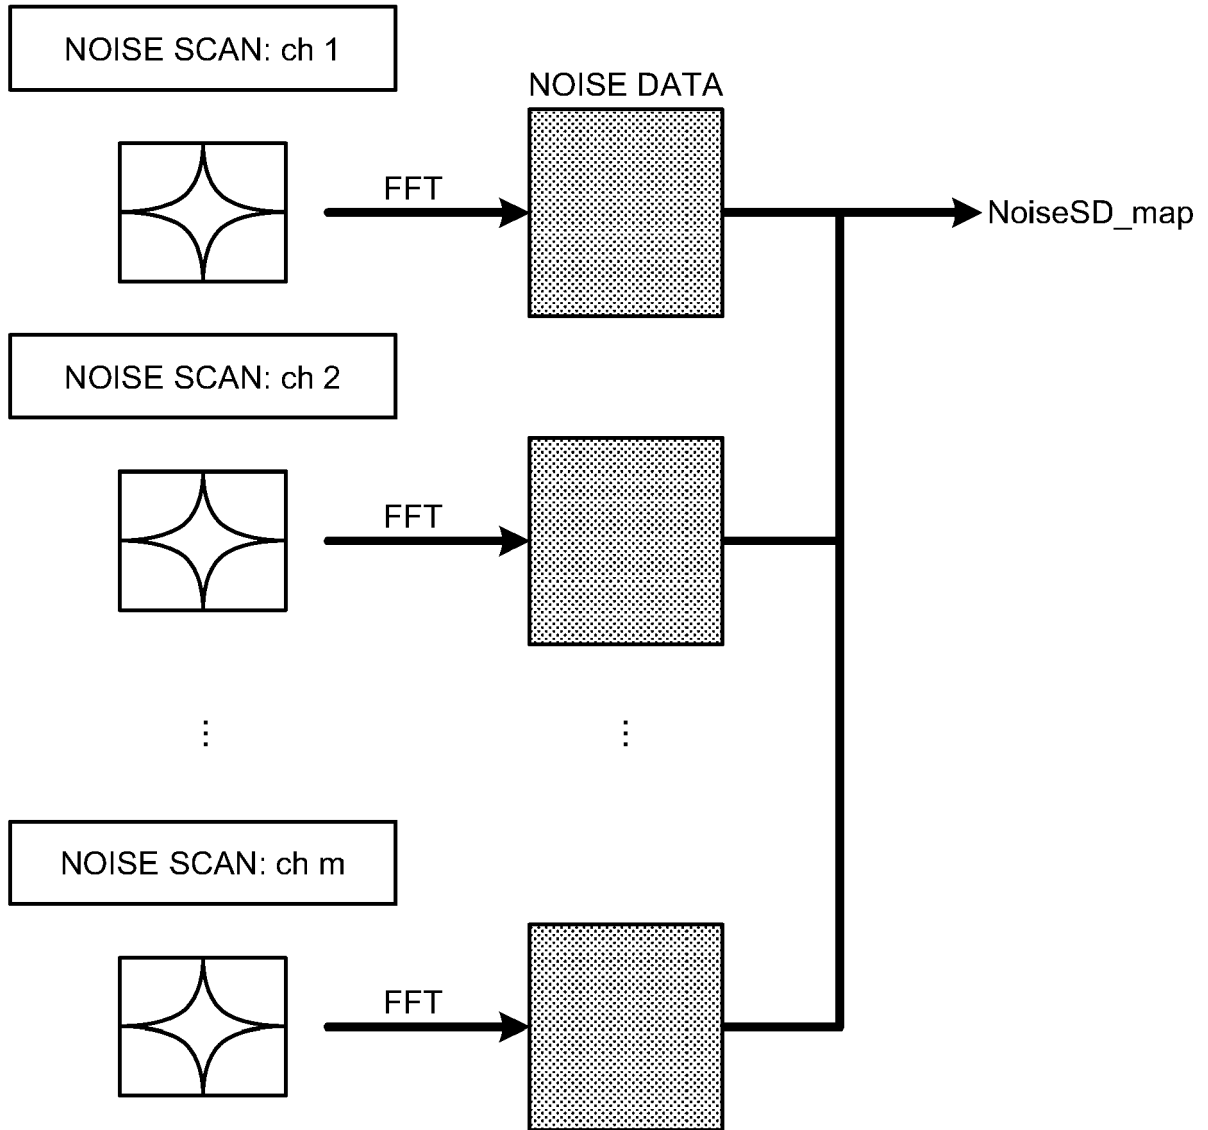 NOISE SCAN: ch 1
NOISE DATA
FFT
NoiseSD_map
NOISE SCAN: ch 2
FFT
⋮
⋮
NOISE SCAN: ch m
FFT